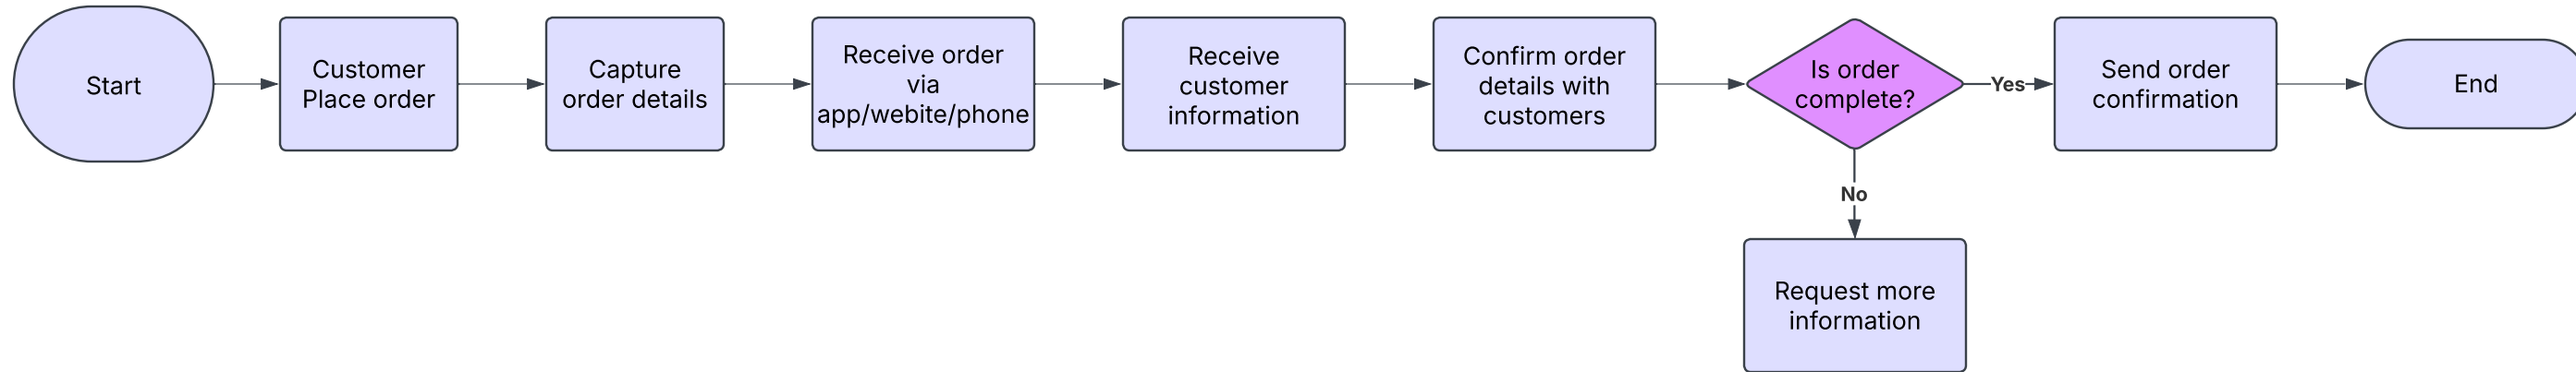 Start
Customer
Place order
Capture
order details
Receive order
via
app/webite/phone
Receive
customer
information
Confirm order
details with
customers
Is order
complete?
Yes
Send order
confirmation
End
No
Request more
information